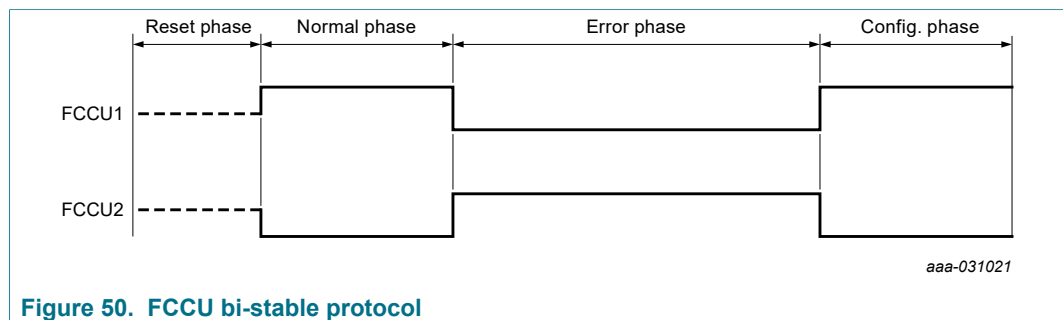 Reset phase Normal phase Error phase Config. phase
FCCU1
FCCU2
aaa-031021
Figure 50. FCCU bi-stable protocol